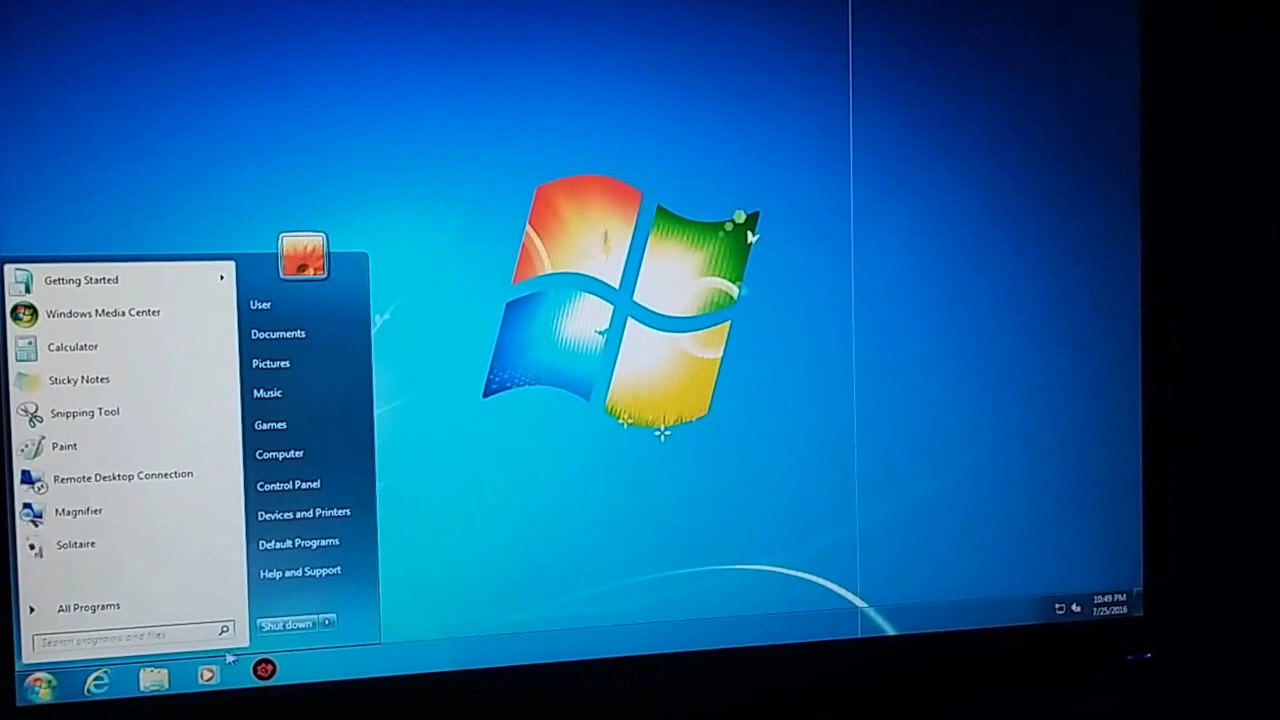 Getting Started
Windows Media Center
Calculator
Sticky Notes
Snipping Tool
Paint
Remote Desktop Connection
Magnifier
Solitaire
All Programs
Search programs and files
User
Documents
Pictures
Music
Games
Computer
Control Panel
Devices and Printers
Default Programs
Help and Support
Shut down
10:49 PM
7/25/2016